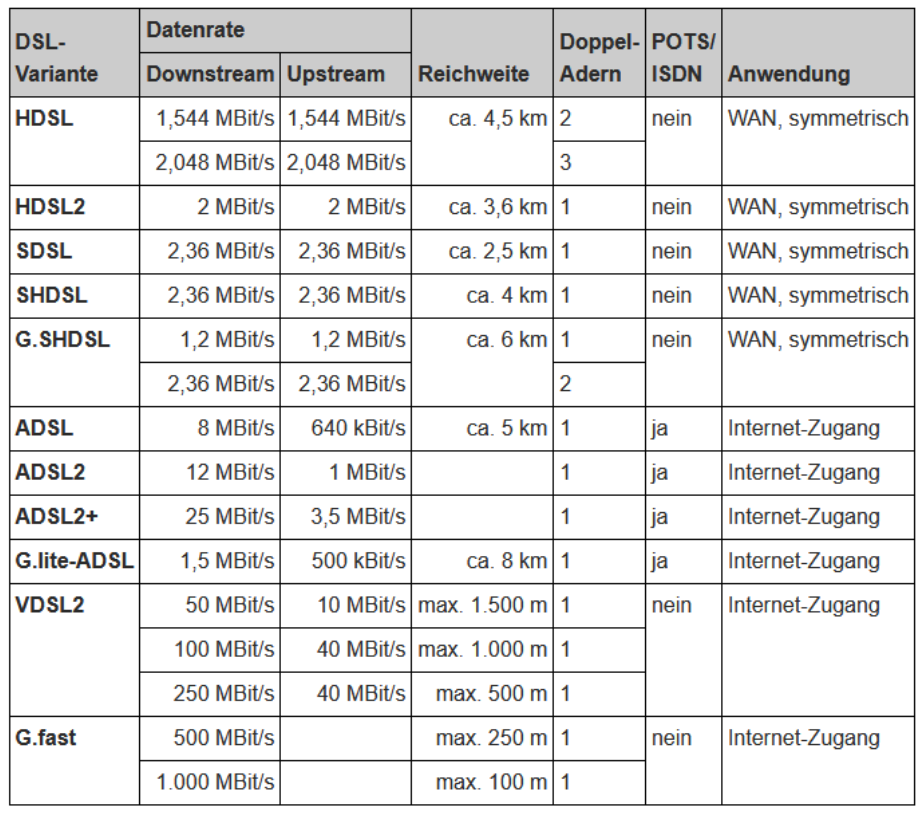 DSL-Variante Datenrate Reichweite Doppel-Adern POTS/ISDN Anwendung
Downstream Upstream
HDSL 1,544 MBit/s 1,544 MBit/s ca. 4,5 km 2 nein WAN, symmetrisch
2,048 MBit/s 2,048 MBit/s 3
HDSL2 2 MBit/s 2 MBit/s ca. 3,6 km 1 nein WAN, symmetrisch
SDSL 2,36 MBit/s 2,36 MBit/s ca. 2,5 km 1 nein WAN, symmetrisch
SHDSL 2,36 MBit/s 2,36 MBit/s ca. 4 km 1 nein WAN, symmetrisch
G.SHDSL 1,2 MBit/s 1,2 MBit/s ca. 6 km 1 nein WAN, symmetrisch
2,36 MBit/s 2,36 MBit/s 2
ADSL 8 MBit/s 640 kBit/s ca. 5 km 1 ja Internet-Zugang
ADSL2 12 MBit/s 1 MBit/s 1 ja Internet-Zugang
ADSL2+ 25 MBit/s 3,5 MBit/s 1 ja Internet-Zugang
G.lite-ADSL 1,5 MBit/s 500 kBit/s ca. 8 km 1 ja Internet-Zugang
VDSL2 50 MBit/s 10 MBit/s max. 1.500 m 1 nein Internet-Zugang
100 MBit/s 40 MBit/s max. 1.000 m 1
250 MBit/s 40 MBit/s max. 500 m 1
G.fast 500 MBit/s max. 250 m 1 nein Internet-Zugang
1.000 MBit/s max. 100 m 1